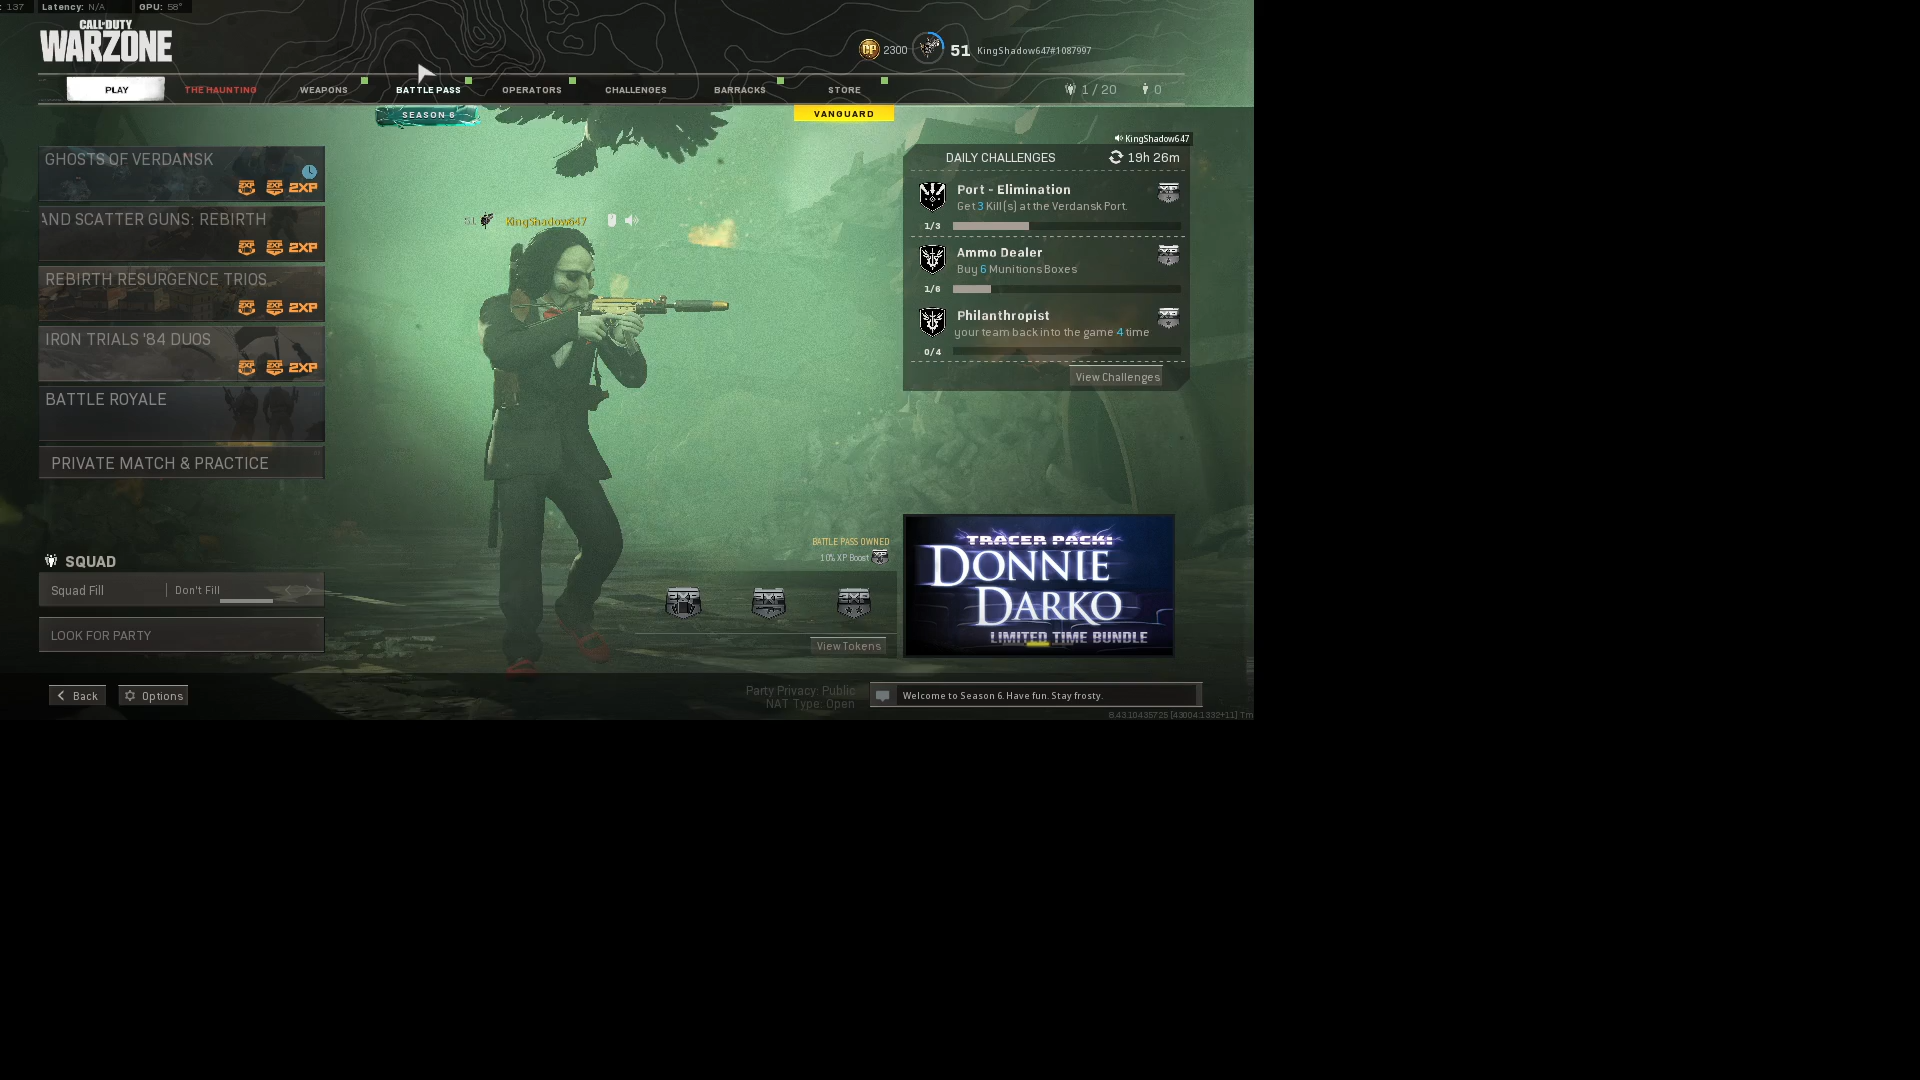 : 137 Latency: N/A GPU: 58°
CALL OF DUTY
WARZONE
CP 2300 51 KingShadow647#1087997
PLAY THE HAUNTING WEAPONS BATTLE PASS OPERATORS CHALLENGES BARRACKS STORE 1 / 20 0
SEASON 6 VANGUARD
KingShadow647
GHOSTS OF VERDANSK
2XP
AND SCATTER GUNS: REBIRTH
2XP
REBIRTH RESURGENCE TRIOS
2XP
IRON TRIALS '84 DUOS
2XP
BATTLE ROYALE
PRIVATE MATCH & PRACTICE
51 KingShadow647
DAILY CHALLENGES 19h 26m
Port - Elimination
Get 3 Kill(s) at the Verdansk Port.
1/3
Ammo Dealer
Buy 6 Munitions Boxes
1/6
Philanthropist
your team back into the game 4 time
0/4
View Challenges
SQUAD
Squad Fill Don't Fill
LOOK FOR PARTY
BATTLE PASS OWNED
10% XP Boost
2XP 2XP 2XP
View Tokens
TRACER PACK:
DONNIE
DARKO
LIMITED TIME BUNDLE
Back Options
Party Privacy: Public
NAT Type: Open
Welcome to Season 6. Have fun. Stay frosty.